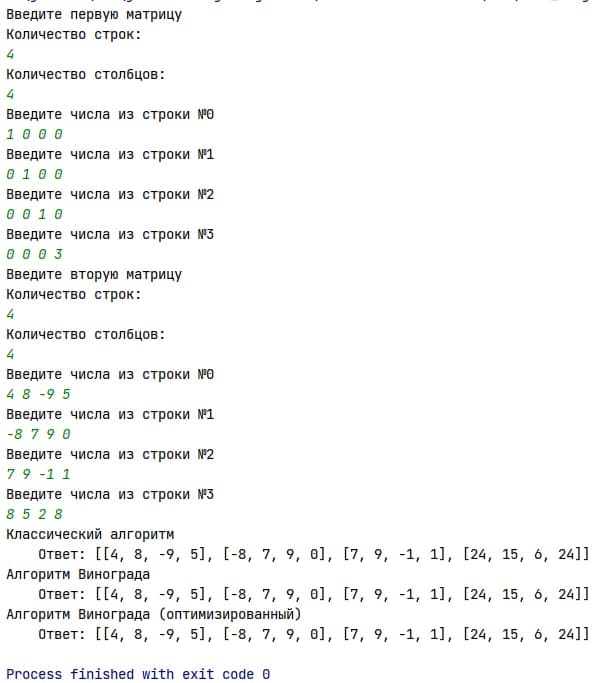 Введите первую матрицу
Количество строк:
4
Количество столбцов:
4
Введите числа из строки №0
1 0 0 0
Введите числа из строки №1
0 1 0 0
Введите числа из строки №2
0 0 1 0
Введите числа из строки №3
0 0 0 3
Введите вторую матрицу
Количество строк:
4
Количество столбцов:
4
Введите числа из строки №0
4 8 -9 5
Введите числа из строки №1
-8 7 9 0
Введите числа из строки №2
7 9 -1 1
Введите числа из строки №3
8 5 2 8
Классический алгоритм
    Ответ: [[4, 8, -9, 5], [-8, 7, 9, 0], [7, 9, -1, 1], [24, 15, 6, 24]]
Алгоритм Винограда
    Ответ: [[4, 8, -9, 5], [-8, 7, 9, 0], [7, 9, -1, 1], [24, 15, 6, 24]]
Алгоритм Винограда (оптимизированный)
    Ответ: [[4, 8, -9, 5], [-8, 7, 9, 0], [7, 9, -1, 1], [24, 15, 6, 24]]
Process finished with exit code 0